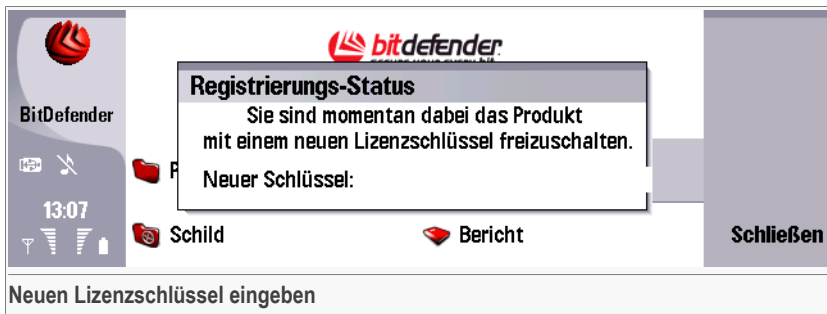 bitdefender
BitDefender
Registrierungs-Status
Sie sind momentan dabei das Produkt
mit einem neuen Lizenzschlüssel freizuschalten.
Neuer Schlüssel:
13:07
Schild
Bericht
Schließen
Neuen Lizenzschlüssel eingeben